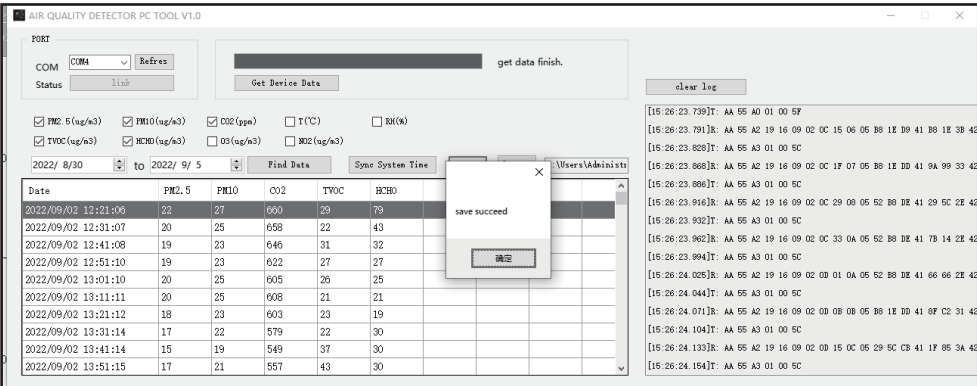 AIR QUALITY DETECTOR PC TOOL V1.0
PORT
COM COM4 Refres
Status link
get data finish.
Get Device Data
clear log
PM2.5(ug/m3) PM10(ug/m3) CO2(ppm) T(℃) RH(%)
TVOC(ug/m3) HCHO(ug/m3) O3(ug/m3) NO2(ug/m3)
2022/ 8/30 to 2022/ 9/ 5 Find Data Sync System Time :\Users\Administr
Date PM2.5 PM10 CO2 TVOC HCHO
2022/09/02 12:21:06 22 27 660 29 79
2022/09/02 12:31:07 20 25 658 22 43
2022/09/02 12:41:08 19 23 646 31 32
2022/09/02 12:51:10 19 23 622 27 27
2022/09/02 13:01:10 20 25 605 26 25
2022/09/02 13:11:11 20 25 608 21 21
2022/09/02 13:21:12 18 23 603 23 19
2022/09/02 13:31:14 17 22 579 22 30
2022/09/02 13:41:14 15 19 549 37 30
2022/09/02 13:51:15 17 21 557 43 30
save succeed
确定
[15:26:23.739]T: AA 55 A0 01 00 5F
[15:26:23.791]R: AA 55 A2 19 16 09 02 0C 15 06 05 B8 1E D9 41 B8 1E 3B 42
[15:26:23.828]T: AA 55 A3 01 00 5C
[15:26:23.868]R: AA 55 A2 19 16 09 02 0C 1F 07 05 B8 1E DD 41 9A 99 33 42
[15:26:23.886]T: AA 55 A3 01 00 5C
[15:26:23.916]R: AA 55 A2 19 16 09 02 0C 29 08 05 52 B8 DE 41 29 5C 2E 42
[15:26:23.932]T: AA 55 A3 01 00 5C
[15:26:23.962]R: AA 55 A2 19 16 09 02 0C 33 0A 05 52 B8 DE 41 7B 14 2E 42
[15:26:23.994]T: AA 55 A3 01 00 5C
[15:26:24.025]R: AA 55 A2 19 16 09 02 0D 01 0A 05 52 B8 DE 41 66 66 2E 42
[15:26:24.044]T: AA 55 A3 01 00 5C
[15:26:24.071]R: AA 55 A2 19 16 09 02 0D 0B 0B 05 B8 1E DD 41 8F C2 31 42
[15:26:24.104]T: AA 55 A3 01 00 5C
[15:26:24.133]R: AA 55 A2 19 16 09 02 0D 15 0C 05 29 5C CB 41 1F 85 3A 42
[15:26:24.154]T: AA 55 A3 01 00 5C